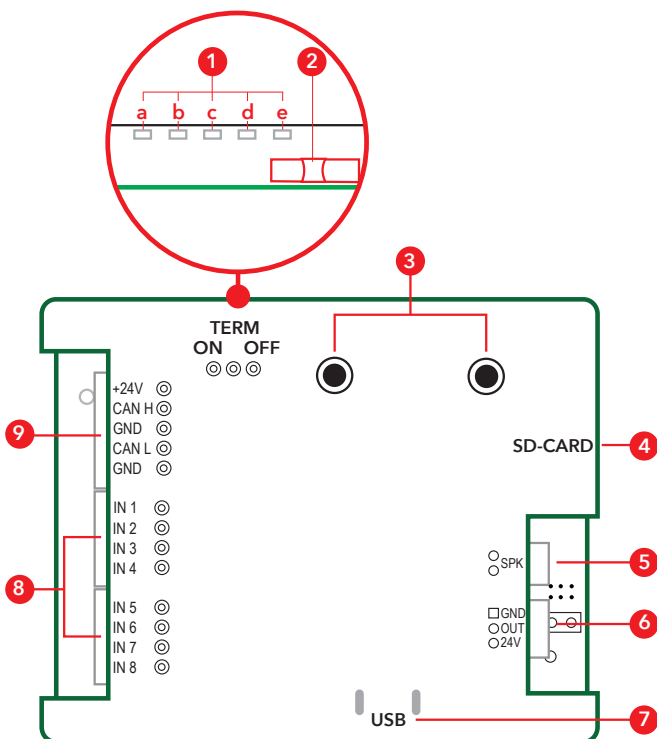 1
2
a b c d e
3
TERM
ON OFF
+24V
CAN H
GND
CAN L
GND
9
SD-CARD
4
IN 1
IN 2
IN 3
IN 4
8
IN 5
IN 6
IN 7
IN 8
SPK
5
GND
OUT
24V
6
USB
7